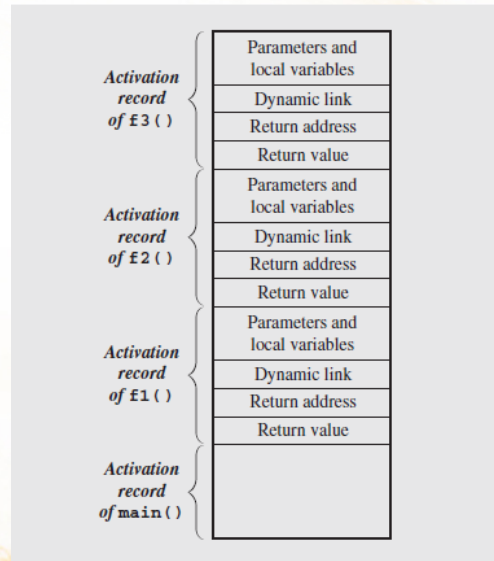 Activation
record
of f3()
Parameters and
local variables
Dynamic link
Return address
Return value
Activation
record
of f2()
Parameters and
local variables
Dynamic link
Return address
Return value
Activation
record
of f1()
Parameters and
local variables
Dynamic link
Return address
Return value
Activation
record
of main()